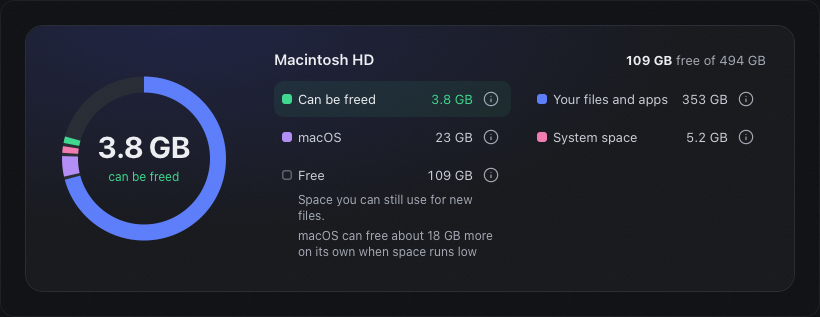 Macintosh HD
109 GB free of 494 GB
3.8 GB
can be freed
Can be freed 3.8 GB
Your files and apps 353 GB
macOS 23 GB
System space 5.2 GB
Free 109 GB
Space you can still use for new
files.
macOS can free about 18 GB more
on its own when space runs low